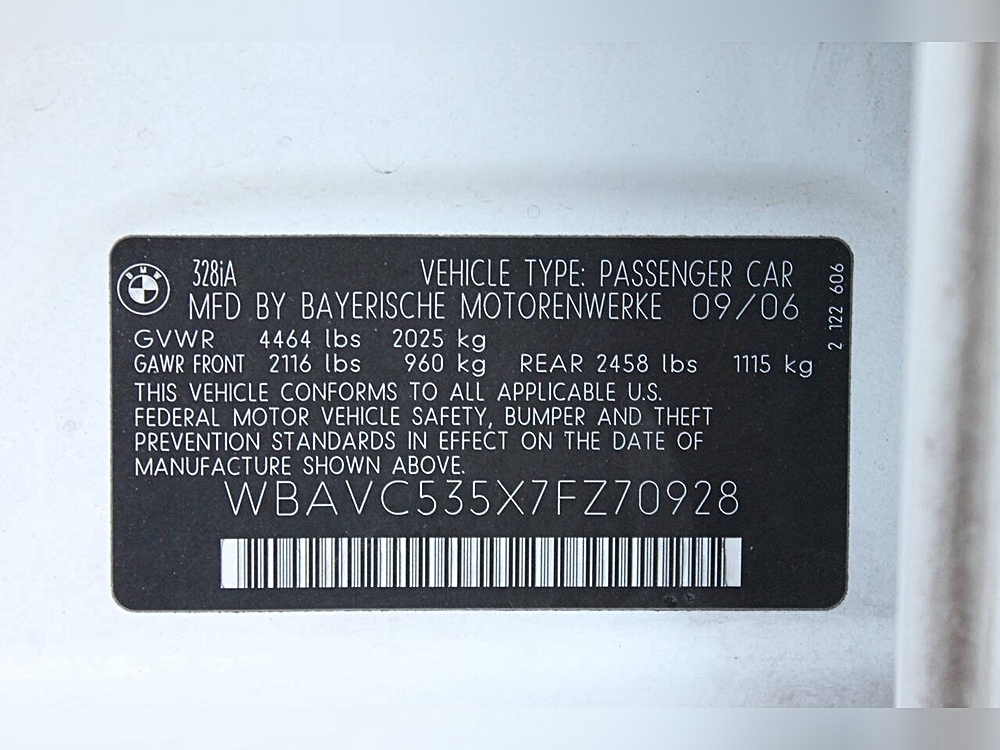 BMW
328iA VEHICLE TYPE: PASSENGER CAR
MFD BY BAYERISCHE MOTORENWERKE 09/06
GVWR 4464 lbs 2025 kg
GAWR FRONT 2116 lbs 960 kg REAR 2458 lbs 1115 kg
THIS VEHICLE CONFORMS TO ALL APPLICABLE U.S.
FEDERAL MOTOR VEHICLE SAFETY, BUMPER AND THEFT
PREVENTION STANDARDS IN EFFECT ON THE DATE OF
MANUFACTURE SHOWN ABOVE.
WBAVC535X7FZ70928
2 122 606